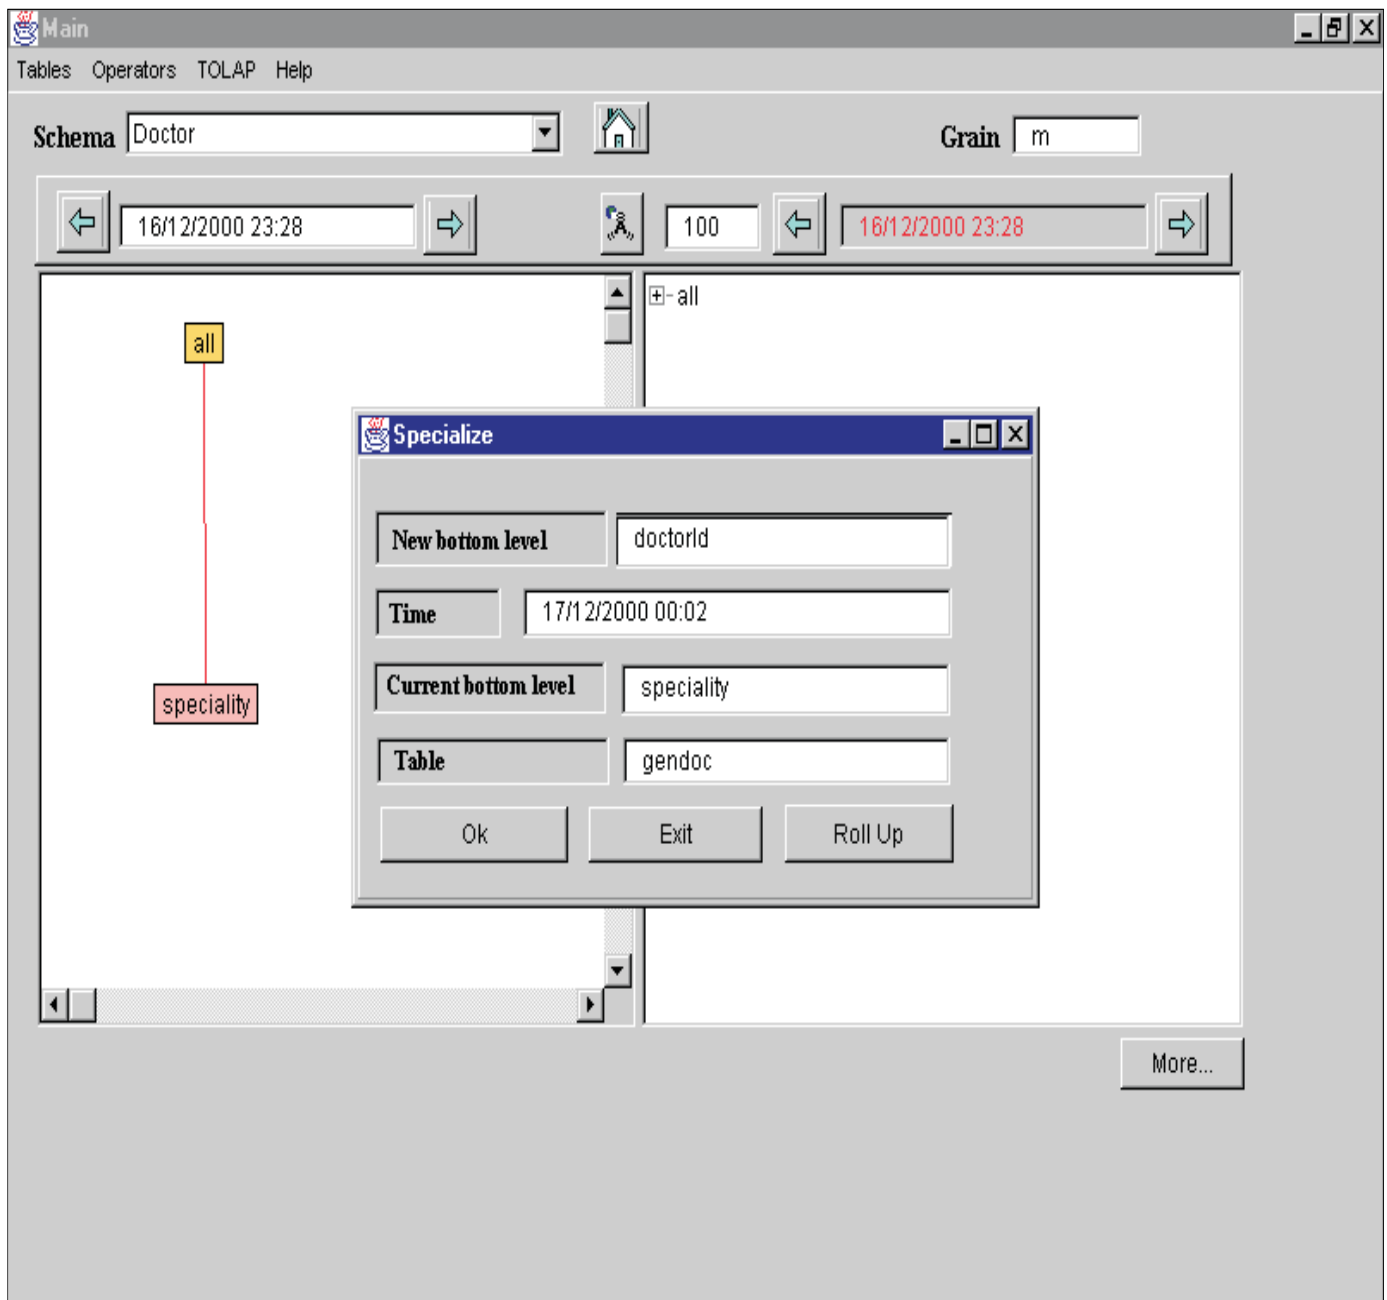 Main
Tables Operators TOLAP Help
Schema Doctor Grain m
16/12/2000 23:28 100 16/12/2000 23:28
all
all
speciality
Specialize
New bottom level doctorId
Time 17/12/2000 00:02
Current bottom level speciality
Table gendoc
Ok Exit Roll Up
More...